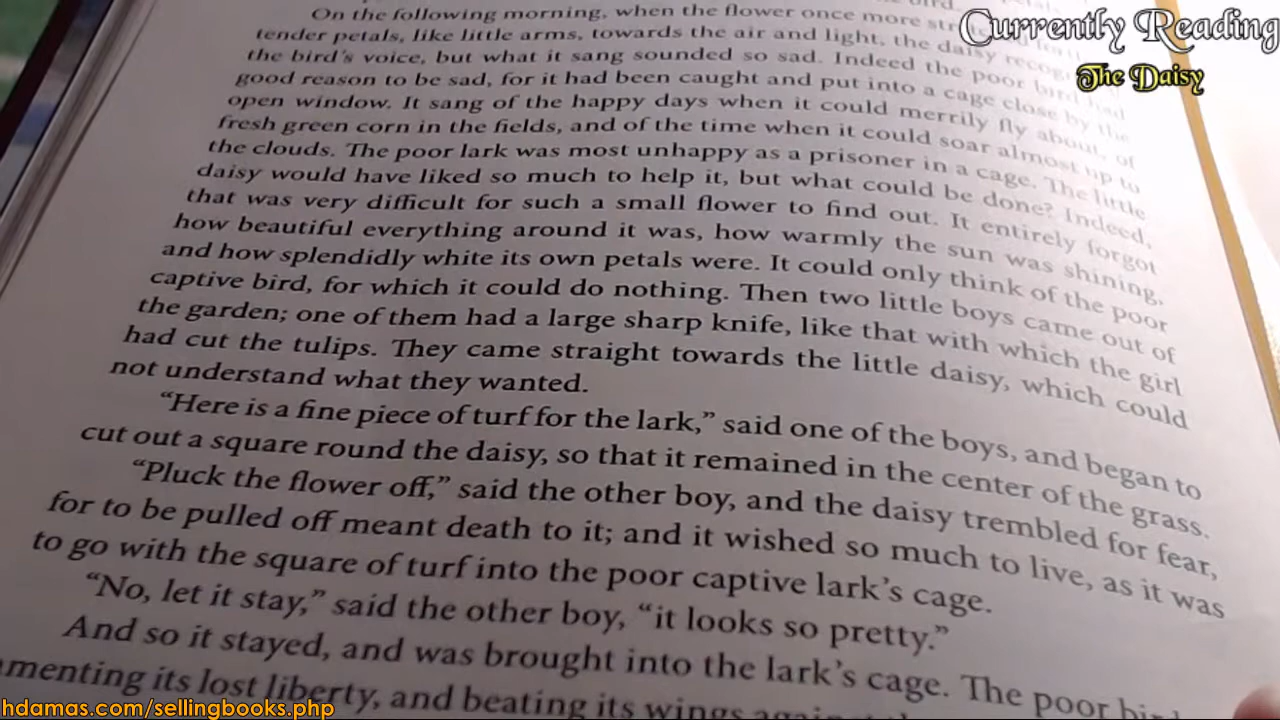 On the following morning, when the flower once more
Currently Reading
tender petals, like little arms, towards the air and light, the daisy
The Daisy
the bird's voice, but what it sang sounded so sad. Indeed the poor bird had
good reason to be sad, for it had been caught and put into a cage close by the
open window. It sang of the happy days when it could merrily fly about, of
fresh green corn in the fields, and of the time when it could soar almost up to
the clouds. The poor lark was most unhappy as a prisoner in a cage. The little
daisy would have liked so much to help it, but what could be done? Indeed,
that was very difficult for such a small flower to find out. It entirely forgot
how beautiful everything around it was, how warmly the sun was shining,
and how splendidly white its own petals were. It could only think of the poor
captive bird, for which it could do nothing. Then two little boys came out of
the garden; one of them had a large sharp knife, like that with which the girl
had cut the tulips. They came straight towards the little daisy, which could
not understand what they wanted.
“Here is a fine piece of turf for the lark,” said one of the boys, and began to
cut out a square round the daisy, so that it remained in the center of the grass.
“Pluck the flower off,” said the other boy, and the daisy trembled for fear,
for to be pulled off meant death to it; and it wished so much to live, as it was
to go with the square of turf into the poor captive lark's cage.
“No, let it stay,” said the other boy, “it looks so pretty.”
And so it stayed, and was brought into the lark's cage. The poor
its lost liberty, and beating its wings
hdamas.com/sellingbooks.php